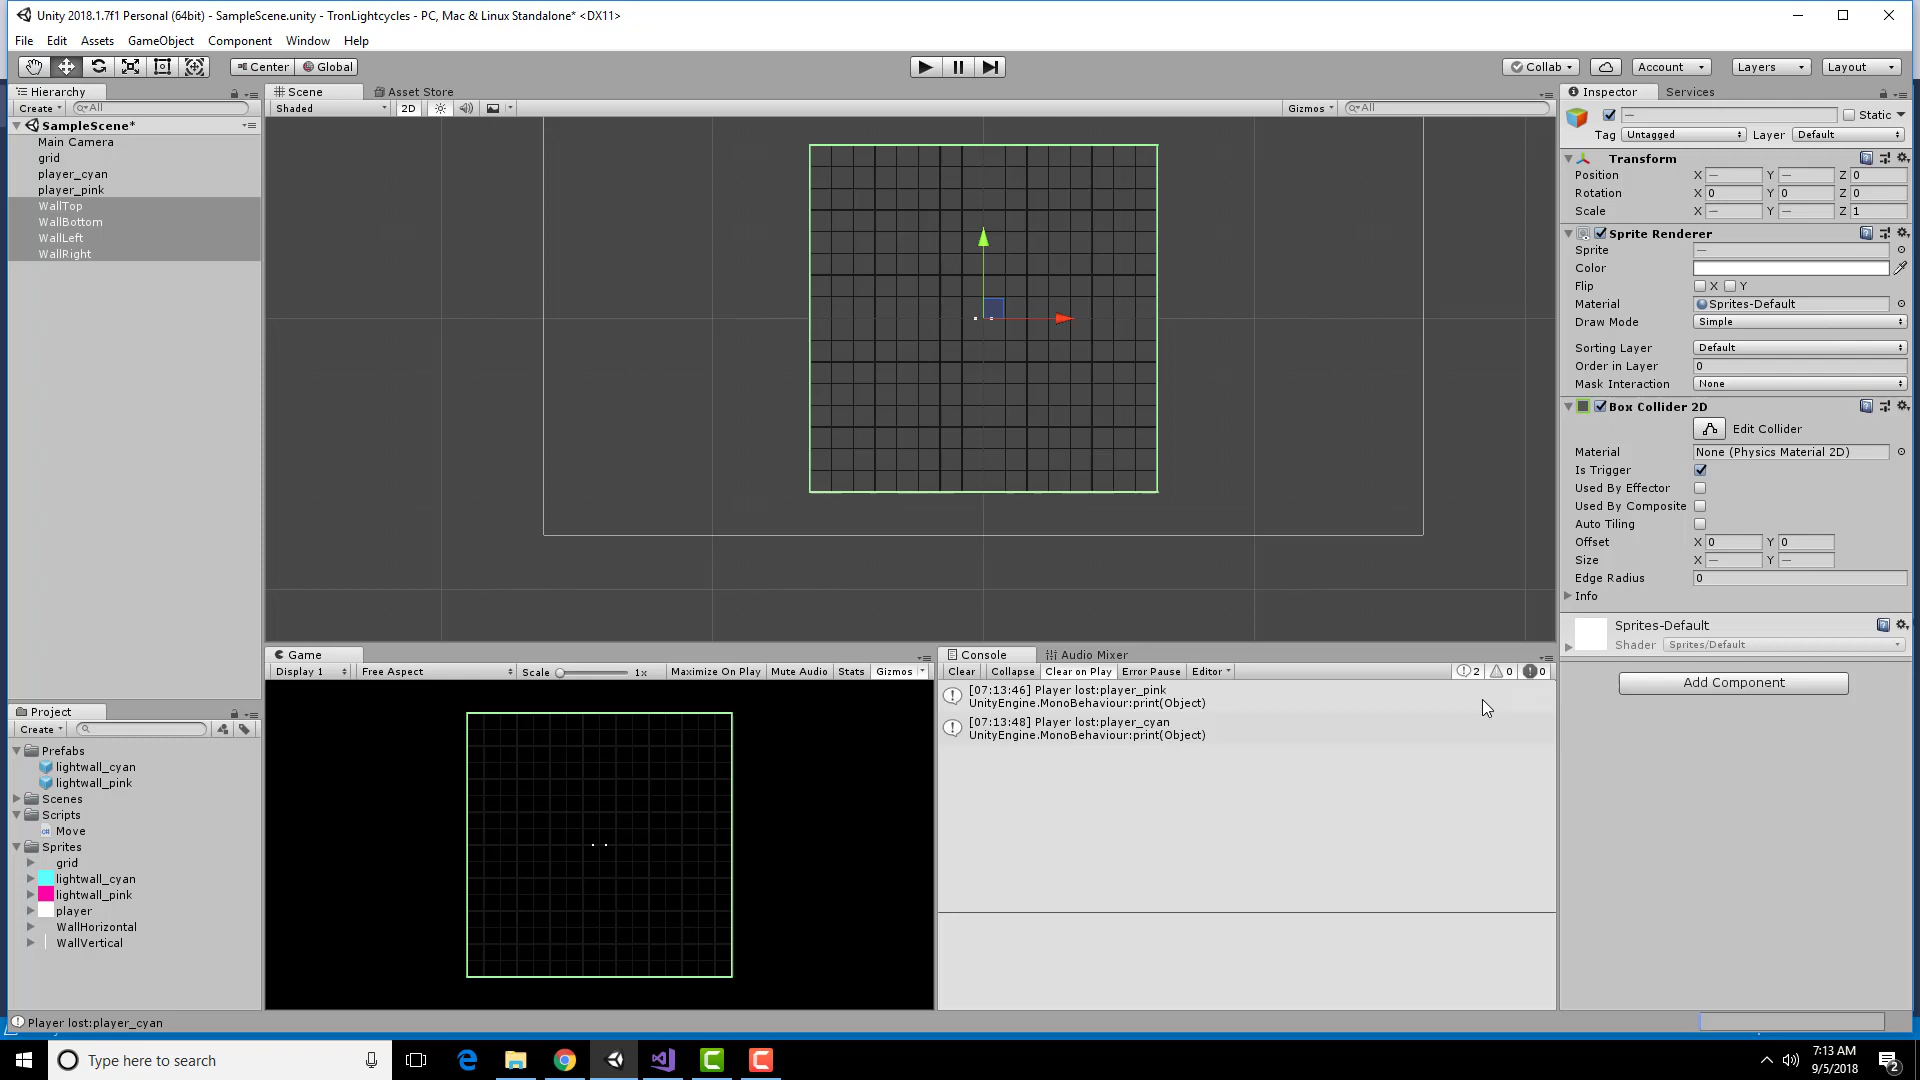 Unity 2018.1.7f1 Personal (64bit) - SampleScene.unity - TronLightcycles - PC, Mac & Linux Standalone* <DX11>
File Edit Assets GameObject Component Window Help
Center Global Collab Account Layers Layout
Hierarchy
Create All
SampleScene*
Main Camera
grid
player_cyan
player_pink
WallTop
WallBottom
WallLeft
WallRight
Scene Asset Store
Shaded 2D Gizmos All
Inspector Services
— Static
Tag Untagged Layer Default
Transform
Position X — Y — Z 0
Rotation X 0 Y 0 Z 0
Scale X — Y — Z 1
Sprite Renderer
Sprite —
Color
Flip X Y
Material Sprites-Default
Draw Mode Simple
Sorting Layer Default
Order in Layer 0
Mask Interaction None
Box Collider 2D
Edit Collider
Material None (Physics Material 2D)
Is Trigger
Used By Effector
Used By Composite
Auto Tiling
Offset X 0 Y 0
Size X — Y —
Edge Radius 0
Info
Sprites-Default
Shader Sprites/Default
Add Component
Project
Create
Prefabs
lightwall_cyan
lightwall_pink
Scenes
Scripts
Move
Sprites
grid
lightwall_cyan
lightwall_pink
player
WallHorizontal
WallVertical
Game
Display 1 Free Aspect Scale 1x Maximize On Play Mute Audio Stats Gizmos
Console Audio Mixer
Clear Collapse Clear on Play Error Pause Editor 2 0 0
[07:13:46] Player lost:player_pink
UnityEngine.MonoBehaviour:print(Object)
[07:13:48] Player lost:player_cyan
UnityEngine.MonoBehaviour:print(Object)
Player lost:player_cyan
Type here to search
7:13 AM
9/5/2018
2